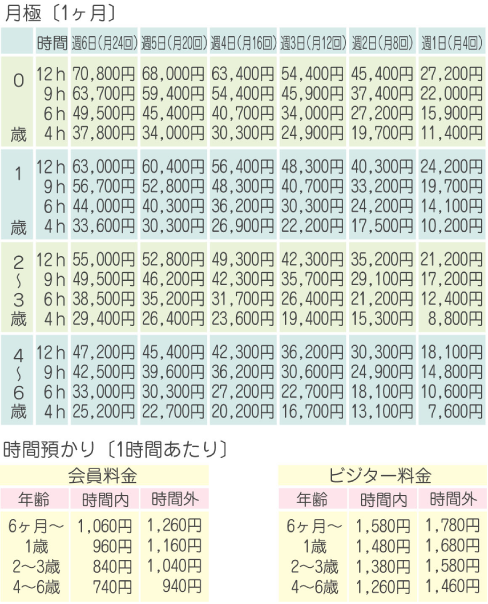 月極〔1ヶ月〕
時間 週6日(月24回) 週5日(月20回) 週4日(月16回) 週3日(月12回) 週2日(月8回) 週1日(月4回)
0歳
12h 70,800円 68,000円 63,400円 54,400円 45,400円 27,200円
9h 63,700円 59,400円 54,400円 45,900円 37,400円 22,000円
6h 49,500円 45,400円 40,700円 34,000円 27,200円 15,900円
4h 37,800円 34,000円 30,300円 24,900円 19,700円 11,400円
1歳
12h 63,000円 60,400円 56,400円 48,300円 40,300円 24,200円
9h 56,700円 52,800円 48,300円 40,700円 33,200円 19,700円
6h 44,000円 40,300円 36,200円 30,300円 24,200円 14,100円
4h 33,600円 30,300円 26,900円 22,200円 17,500円 10,200円
2～3歳
12h 55,000円 52,800円 49,300円 42,300円 35,200円 21,200円
9h 49,500円 46,200円 42,300円 35,700円 29,100円 17,200円
6h 38,500円 35,200円 31,700円 26,400円 21,200円 12,400円
4h 29,400円 26,400円 23,600円 19,400円 15,300円 8,800円
4～6歳
12h 47,200円 45,400円 42,300円 36,200円 30,300円 18,100円
9h 42,500円 39,600円 36,200円 30,600円 24,900円 14,800円
6h 33,000円 30,300円 27,200円 22,700円 18,100円 10,600円
4h 25,200円 22,700円 20,200円 16,700円 13,100円 7,600円
時間預かり〔1時間あたり〕
会員料金
年齢 時間内 時間外
6ヶ月～ 1,060円 1,260円
1歳 960円 1,160円
2～3歳 840円 1,040円
4～6歳 740円 940円
ビジター料金
年齢 時間内 時間外
6ヶ月～ 1,580円 1,780円
1歳 1,480円 1,680円
2～3歳 1,380円 1,580円
4～6歳 1,260円 1,460円